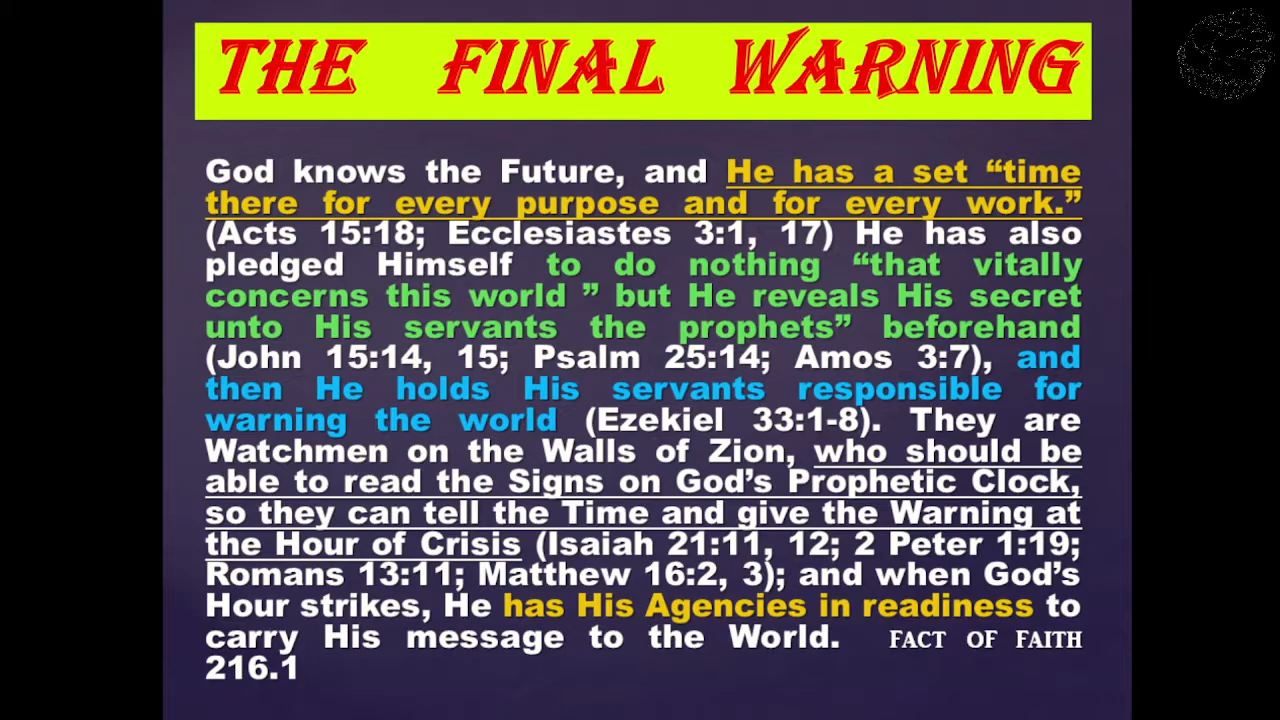 THE FINAL WARNING
God knows the Future, and He has a set “time
there for every purpose and for every work.”
(Acts 15:18; Ecclesiastes 3:1, 17) He has also
pledged Himself to do nothing “that vitally
concerns this world ” but He reveals His secret
unto His servants the prophets” beforehand
(John 15:14, 15; Psalm 25:14; Amos 3:7), and
then He holds His servants responsible for
warning the world (Ezekiel 33:1-8). They are
Watchmen on the Walls of Zion, who should be
able to read the Signs on God’s Prophetic Clock,
so they can tell the Time and give the Warning at
the Hour of Crisis (Isaiah 21:11, 12; 2 Peter 1:19;
Romans 13:11; Matthew 16:2, 3); and when God’s
Hour strikes, He has His Agencies in readiness to
carry His message to the World. FACT OF FAITH
216.1